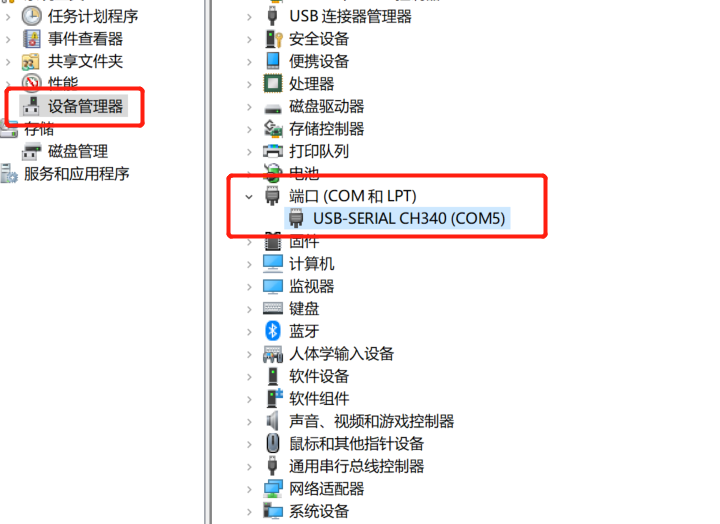 任务计划程序
事件查看器
共享文件夹
性能
设备管理器
存储
磁盘管理
服务和应用程序
USB 连接器管理器
安全设备
便携设备
处理器
磁盘驱动器
存储控制器
打印队列
电池
端口 (COM 和 LPT)
USB-SERIAL CH340 (COM5)
固件
计算机
监视器
键盘
蓝牙
人体学输入设备
软件设备
软件组件
声音、视频和游戏控制器
鼠标和其他指针设备
通用串行总线控制器
网络适配器
系统设备